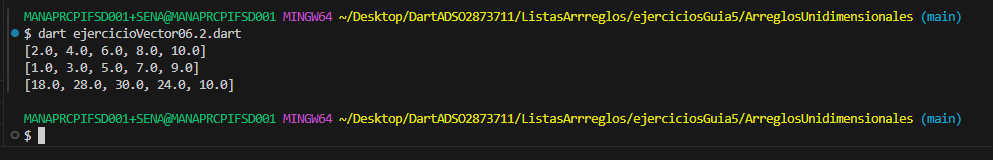 MANAPRCPIFSD001+SENA@MANAPRCPIFSD001 MINGW64 ~/Desktop/DartADSO2873711/ListasArrreglos/ejerciciosGuia5/ArreglosUnidimensionales (main)
$ dart ejercicioVector06.2.dart
[2.0, 4.0, 6.0, 8.0, 10.0]
[1.0, 3.0, 5.0, 7.0, 9.0]
[18.0, 28.0, 30.0, 24.0, 10.0]
MANAPRCPIFSD001+SENA@MANAPRCPIFSD001 MINGW64 ~/Desktop/DartADSO2873711/ListasArrreglos/ejerciciosGuia5/ArreglosUnidimensionales (main)
$